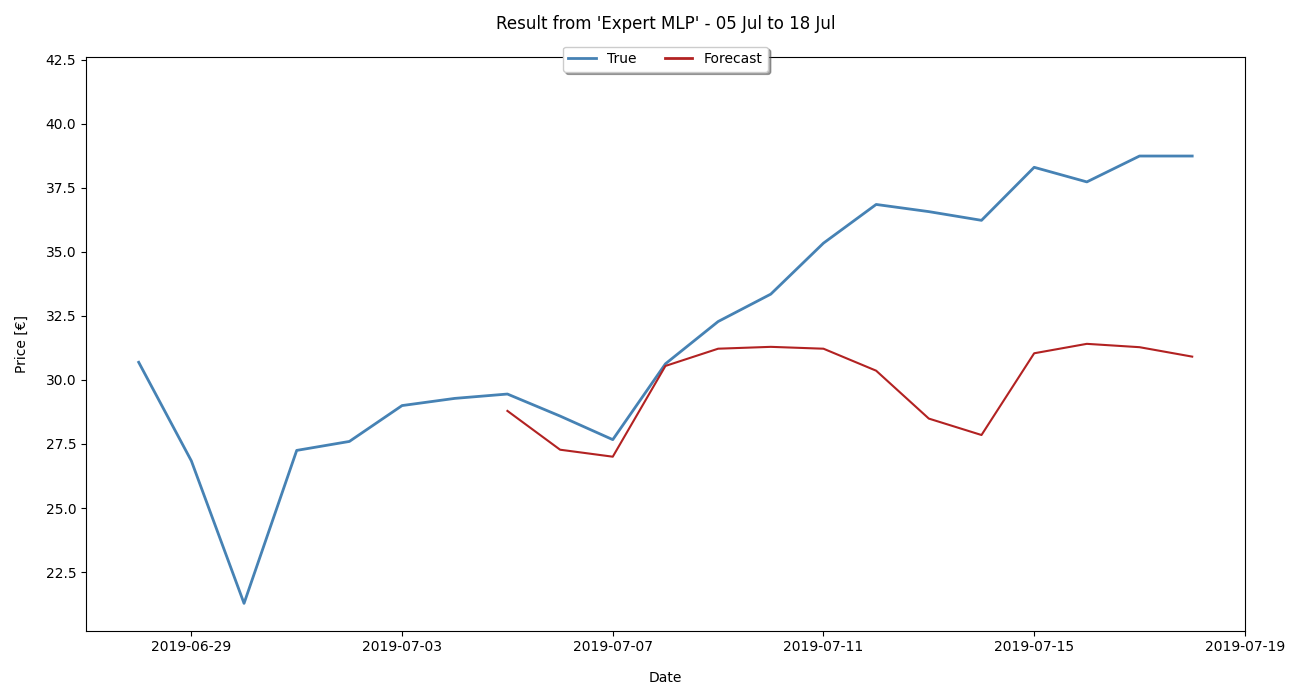 Result from 'Expert MLP' - 05 Jul to 18 Jul
True Forecast
42.5
40.0
37.5
35.0
32.5
30.0
27.5
25.0
22.5
Price [€]
2019-06-29 2019-07-03 2019-07-07 2019-07-11 2019-07-15 2019-07-19
Date